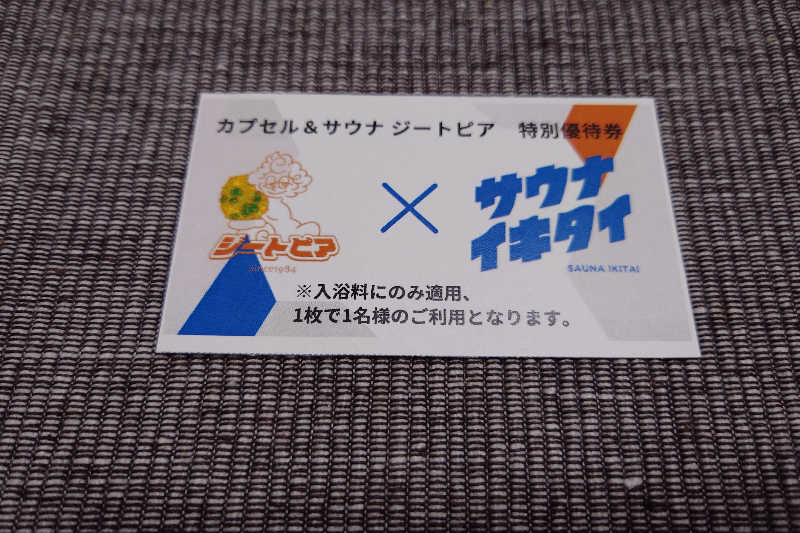 カプセル＆サウナ ジートピア　特別優待券
ジートピア
since1984
×
サウナ
イキタイ
SAUNA IKITAI
※入浴料にのみ適用、
1枚で1名様のご利用となります。